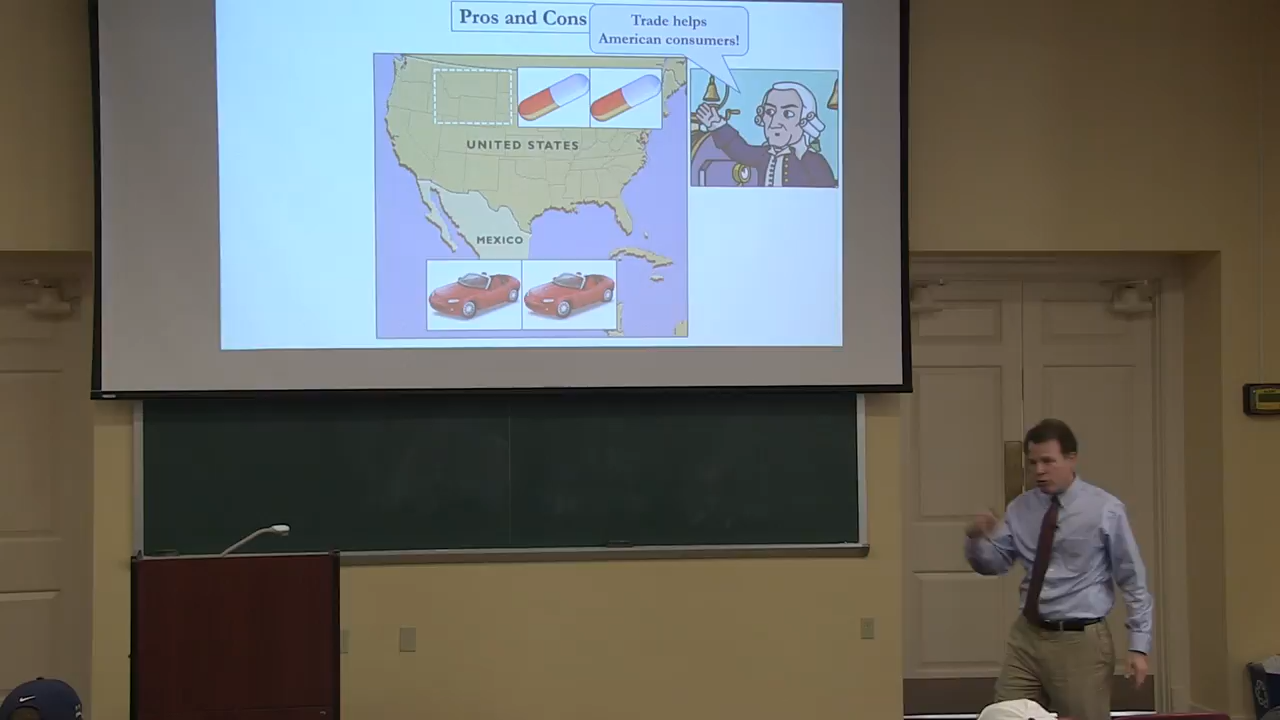 Pros and Cons
Trade helps
American consumers!
UNITED STATES
MEXICO